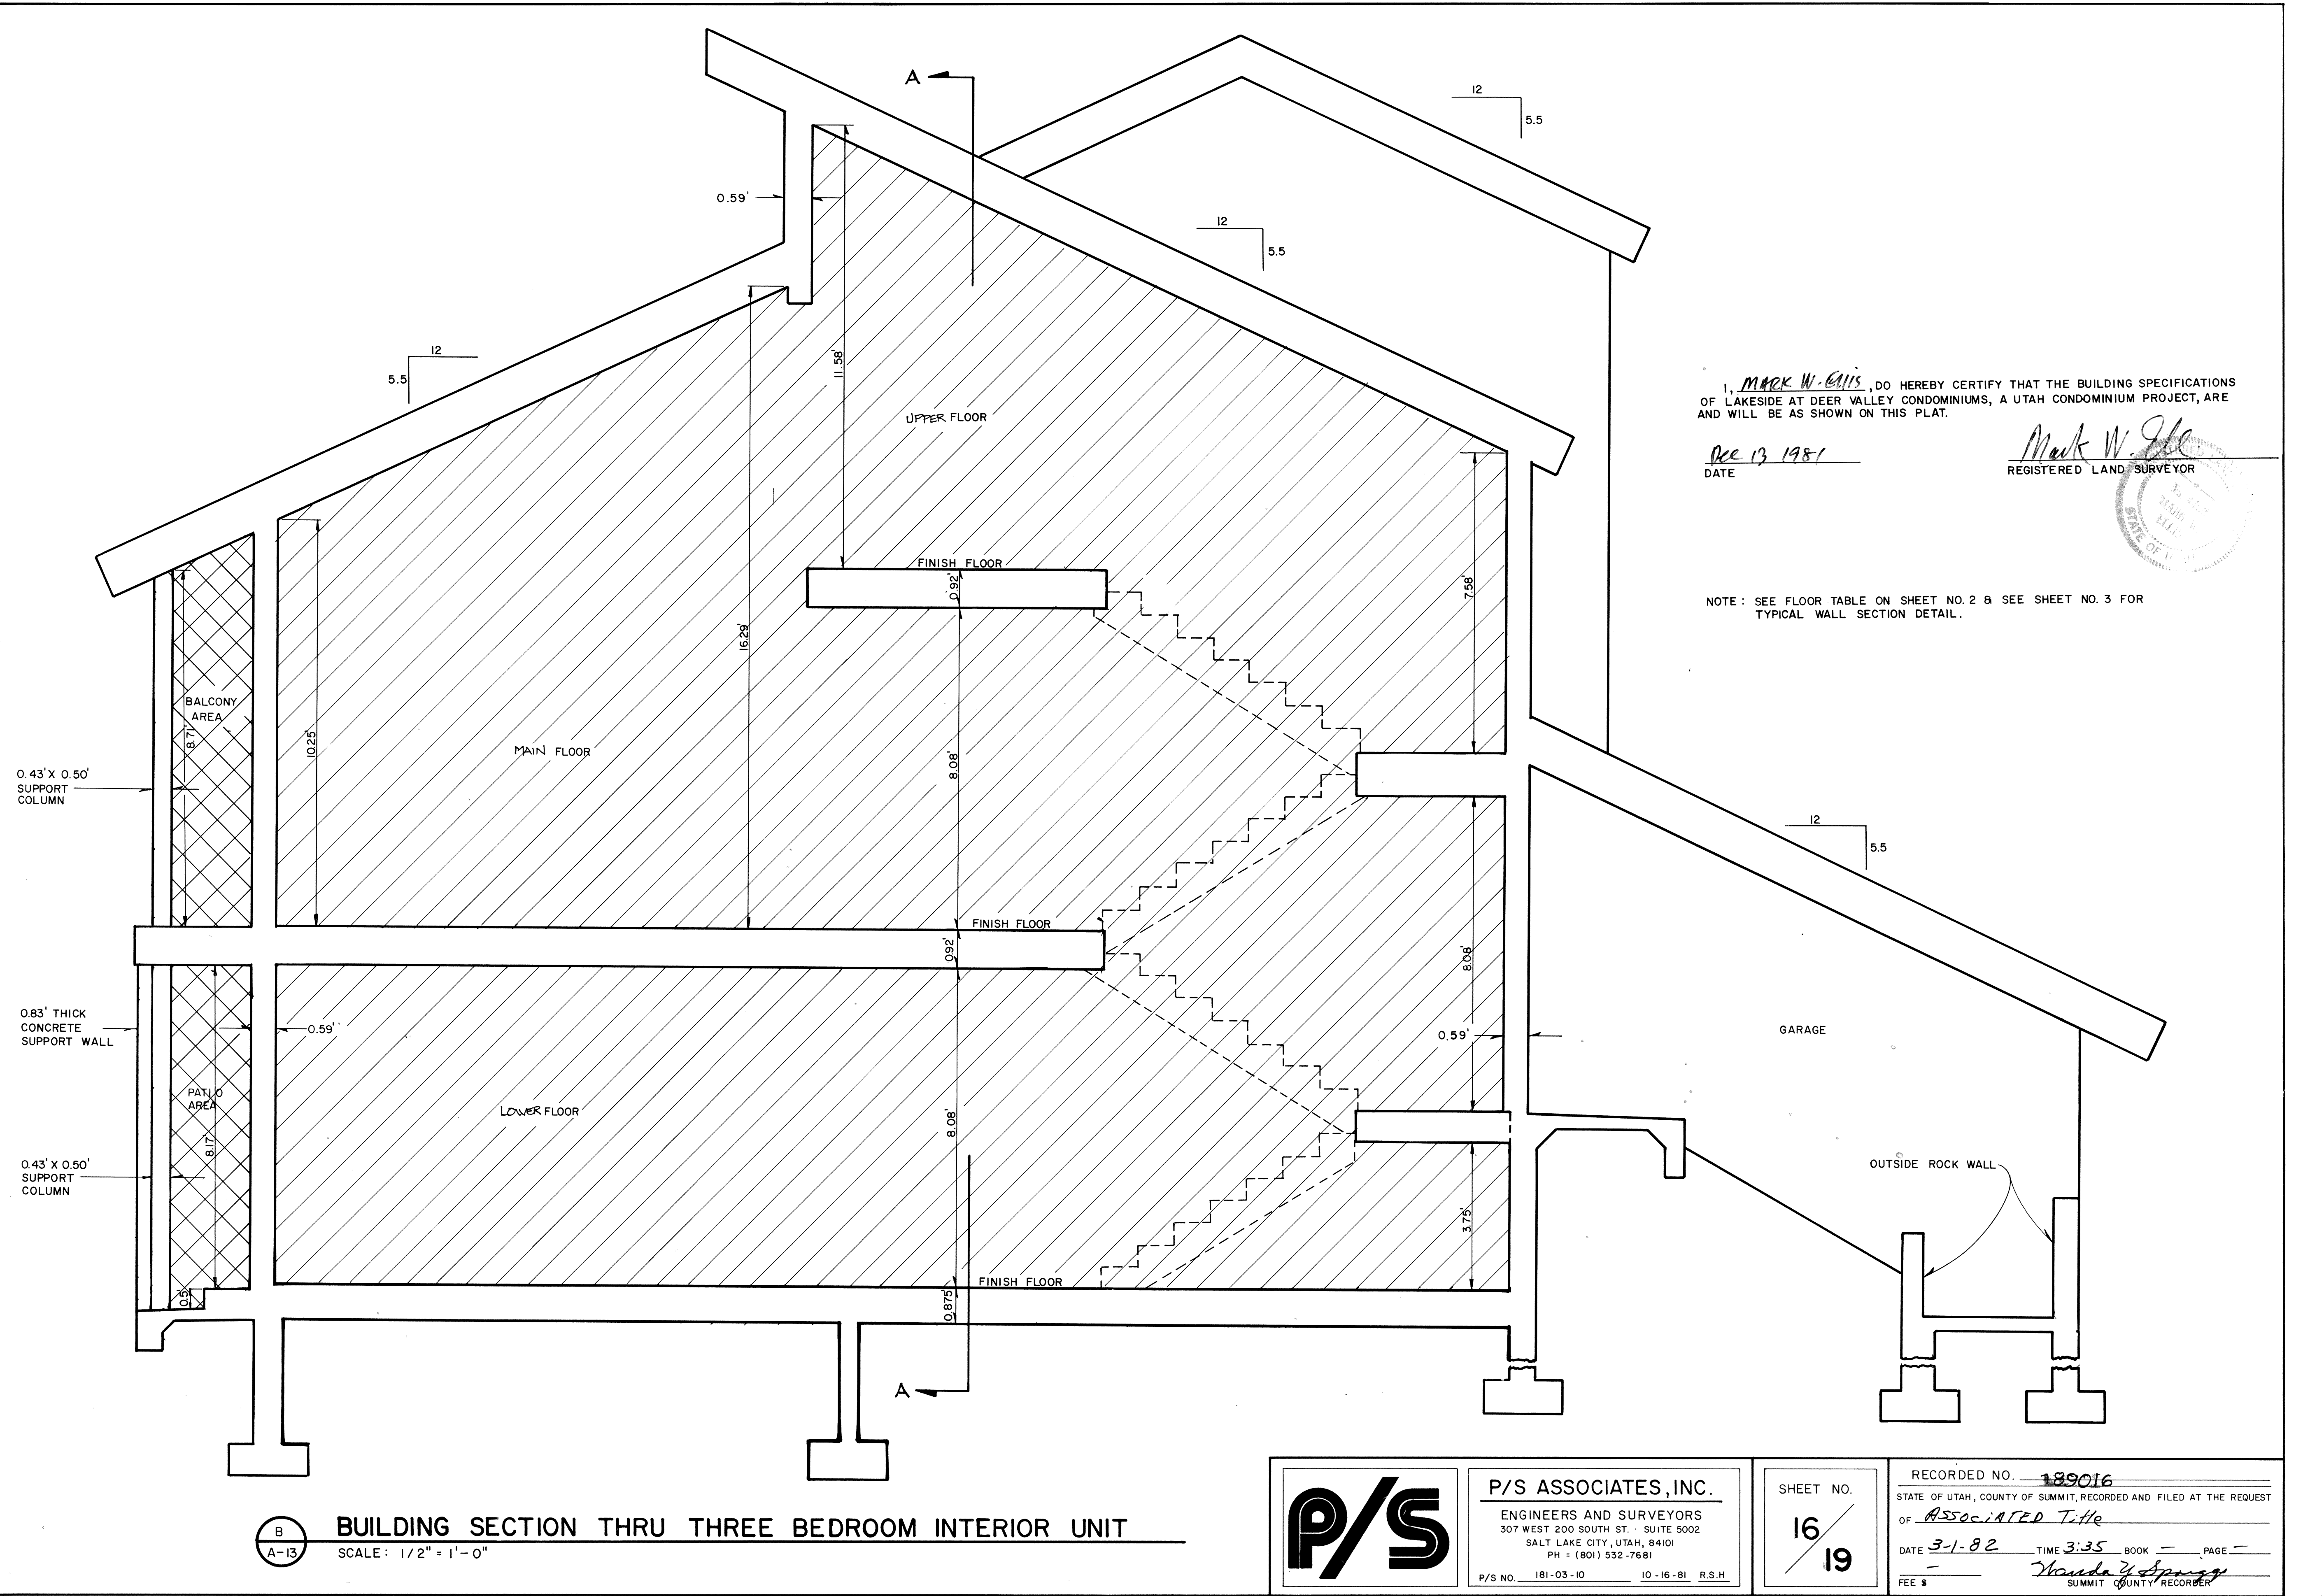 A
12
5.5
0.59'
12
5.5
12
5.5
11.58'
UPPER FLOOR
I, MARK W. Ellis, DO HEREBY CERTIFY THAT THE BUILDING SPECIFICATIONS
OF LAKESIDE AT DEER VALLEY CONDOMINIUMS, A UTAH CONDOMINIUM PROJECT, ARE
AND WILL BE AS SHOWN ON THIS PLAT.
Dec 13 1981
DATE
Mark W.
REGISTERED LAND SURVEYOR
STATE OF
FINISH FLOOR
0.92'
7.58'
NOTE: SEE FLOOR TABLE ON SHEET NO. 2 & SEE SHEET NO. 3 FOR
TYPICAL WALL SECTION DETAIL.
16.29'
BALCONY
AREA
8.71'
10.25'
MAIN FLOOR
8.08'
0.43' X 0.50'
SUPPORT
COLUMN
12
5.5
FINISH FLOOR
0.92'
8.08'
0.83' THICK
CONCRETE
SUPPORT WALL
0.59'
0.59'
GARAGE
PATIO
AREA
LOWER FLOOR
8.08'
8.17'
0.43' X 0.50'
SUPPORT
COLUMN
OUTSIDE ROCK WALL
3.75'
0.5'
FINISH FLOOR
0.875'
A
B
A-13
BUILDING SECTION THRU THREE BEDROOM INTERIOR UNIT
SCALE: 1/2" = 1'-0"
P/S
P/S ASSOCIATES, INC.
ENGINEERS AND SURVEYORS
307 WEST 200 SOUTH ST. · SUITE 5002
SALT LAKE CITY, UTAH, 84101
PH = (801) 532-7681
P/S NO. 181-03-10 10-16-81 R.S.H
SHEET NO.
16/19
RECORDED NO. 189016
STATE OF UTAH, COUNTY OF SUMMIT, RECORDED AND FILED AT THE REQUEST
OF ASSOCIATED Title
DATE 3-1-82 TIME 3:35 BOOK — PAGE —
FEE $ — Wanda Y. Spriggs
SUMMIT COUNTY RECORDER